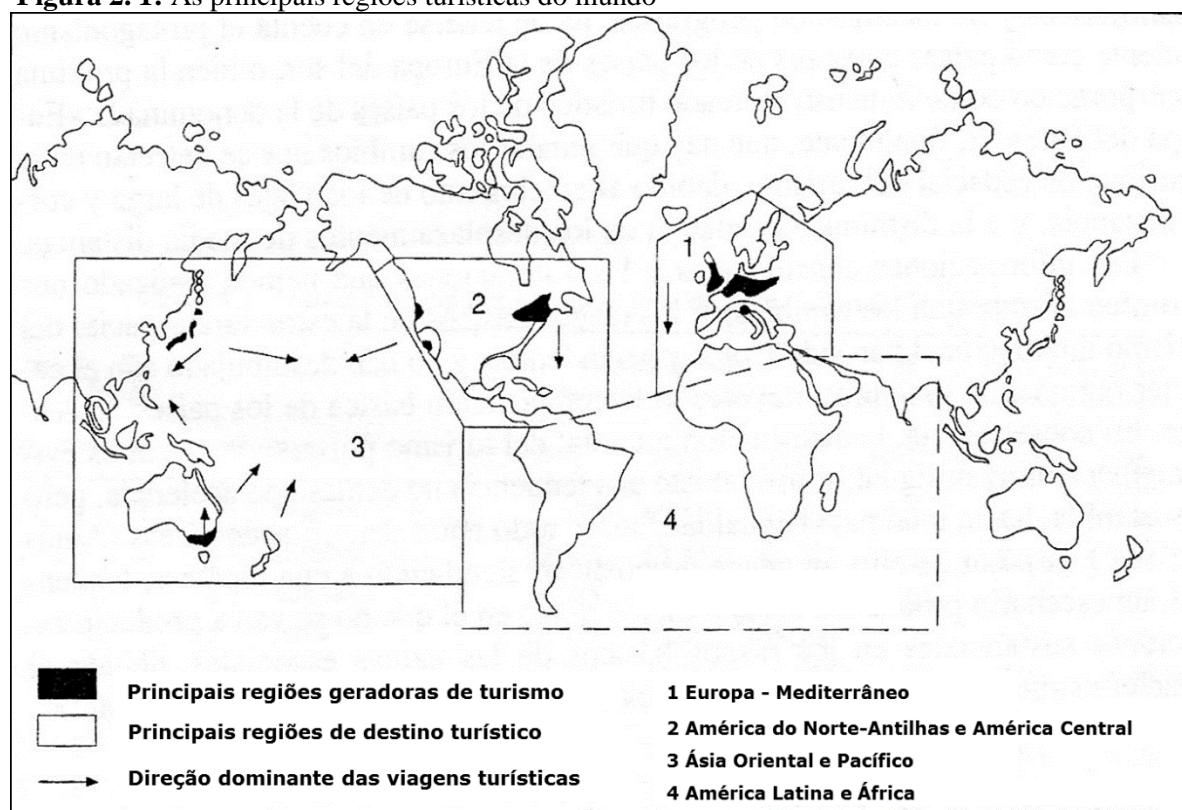 Figura 2. 1: As principais regiões turísticas do mundo
1
2
3
4
Principais regiões geradoras de turismo
Principais regiões de destino turístico
Direção dominante das viagens turísticas
1 Europa - Mediterrâneo
2 América do Norte-Antilhas e América Central
3 Ásia Oriental e Pacífico
4 América Latina e África